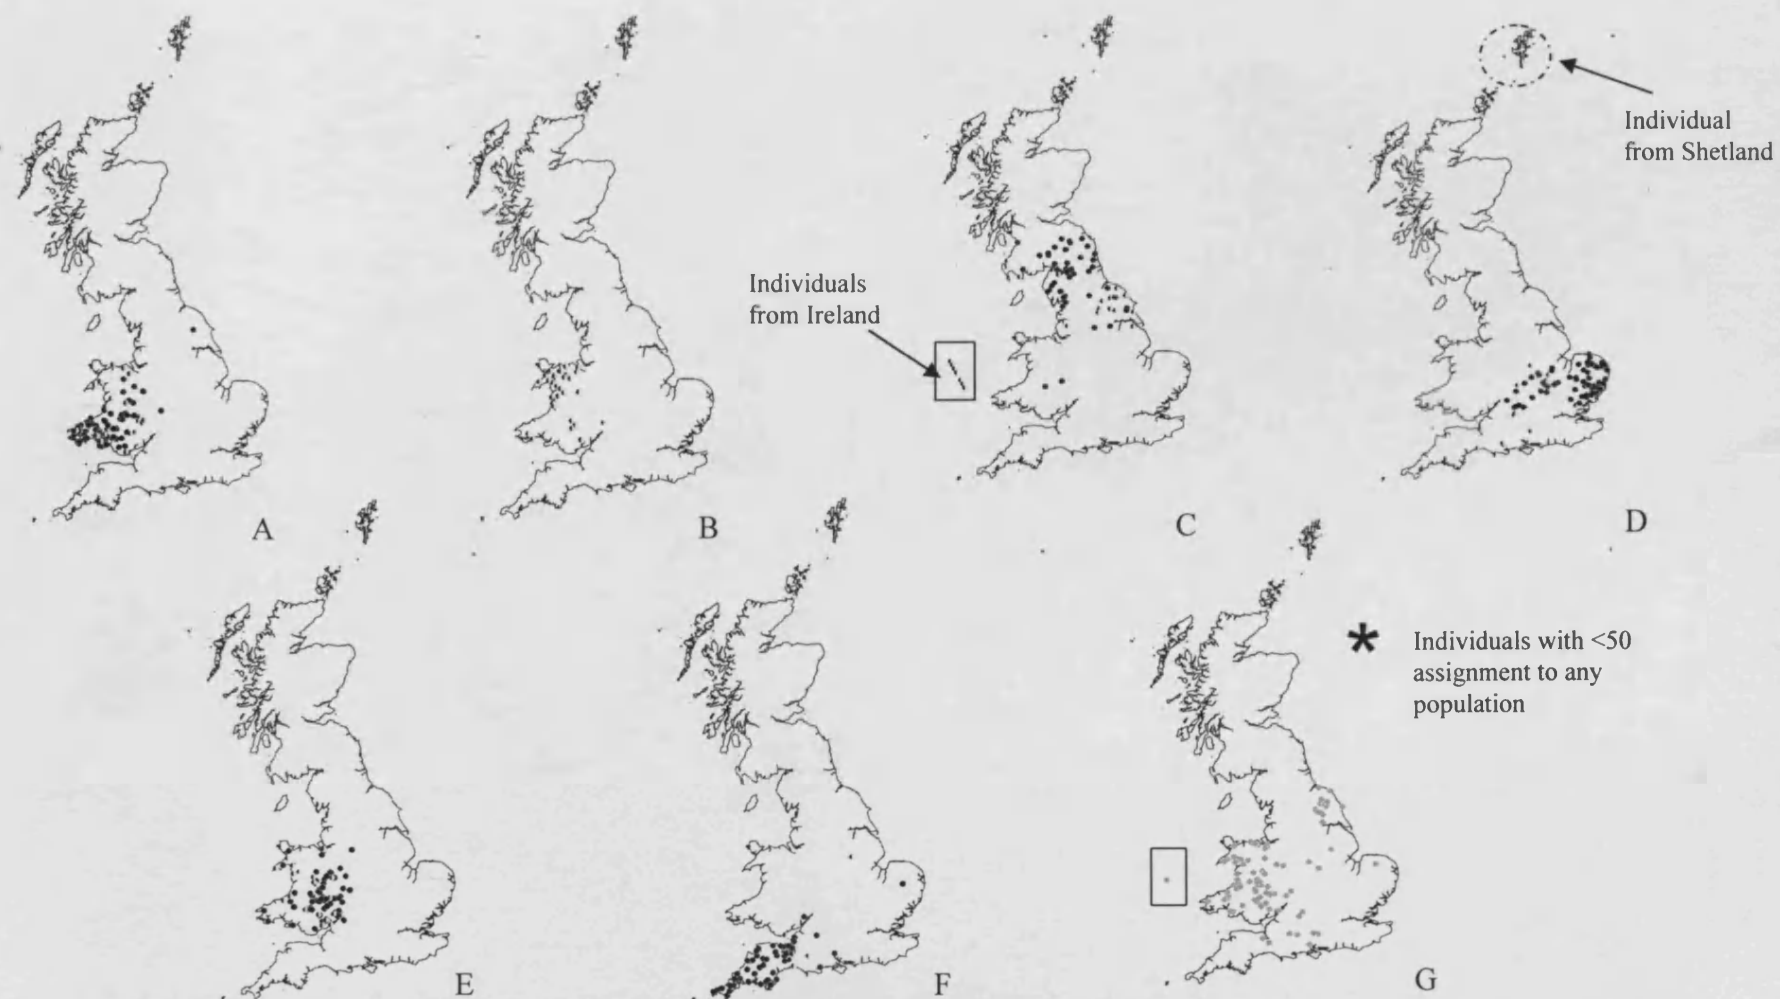 Individual
from Shetland
Individuals
from Ireland
A
B
C
D
*
Individuals with <50
assignment to any
population
E
F
G